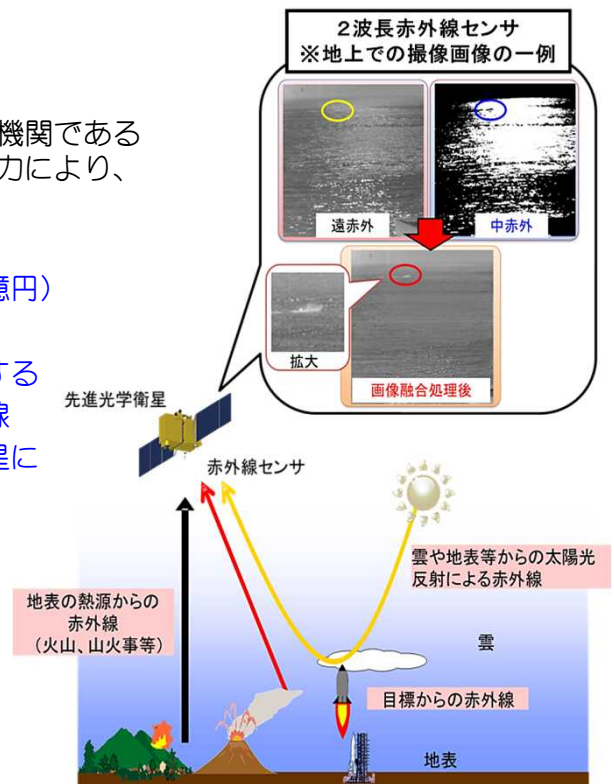 ２波長赤外線センサ
※地上での撮像画像の一例
機関である
力により、
遠赤外
中赤外
億円）
拡大
画像融合処理後
する
線
星に
先進光学衛星
赤外線センサ
雲や地表等からの太陽光
反射による赤外線
地表の熱源からの
赤外線
（火山、山火事等）
雲
目標からの赤外線
地表